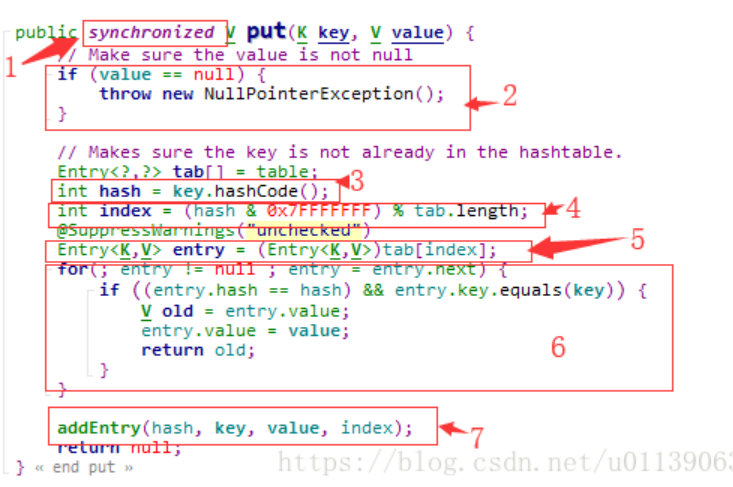 public synchronized V put(K key, V value) {
1
// Make sure the value is not null
if (value == null) {
throw new NullPointerException();
2
}
// Makes sure the key is not already in the hashtable.
Entry<?,?> tab[] = table;
3
int hash = key.hashCode();
int index = (hash & 0x7FFFFFFF) % tab.length;
4
@SuppressWarnings("unchecked")
5
Entry<K,V> entry = (Entry<K,V>)tab[index];
for(; entry != null ; entry = entry.next) {
if ((entry.hash == hash) && entry.key.equals(key)) {
V old = entry.value;
entry.value = value;
return old;
6
}
}
addEntry(hash, key, value, index);
7
return null;
} « end put »
https://blog.csdn.net/u01139063